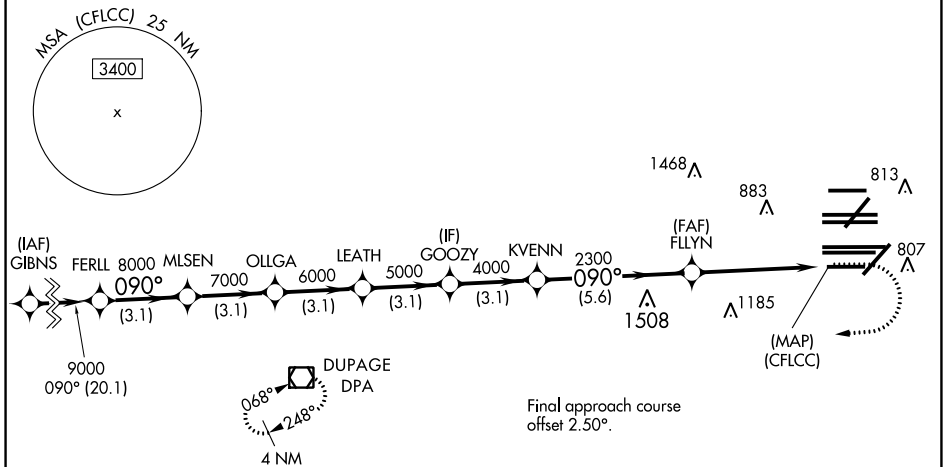 MSA (CFLCC) 25 NM
3400
x
1468
813
883
(IAF)
GIBNS
FERLL
8000
090°
(3.1)
MLSEN
7000
(3.1)
OLLGA
6000
(3.1)
LEATH
5000
(3.1)
(IF)
GOOZY
4000
(3.1)
KVENN
2300
090°
(5.6)
(FAF)
FLLYN
807
1508
1185
(MAP)
(CFLCC)
9000
090° (20.1)
DUPAGE
DPA
068°
248°
4 NM
Final approach course
offset 2.50°.